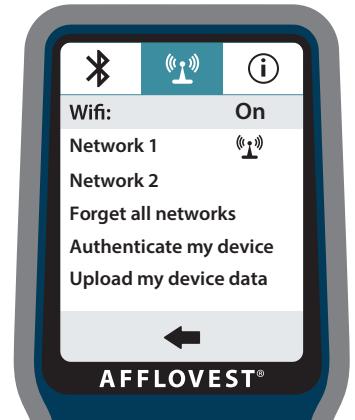 Wifi: On
Network 1
Network 2
Forget all networks
Authenticate my device
Upload my device data
AFFLOVEST®